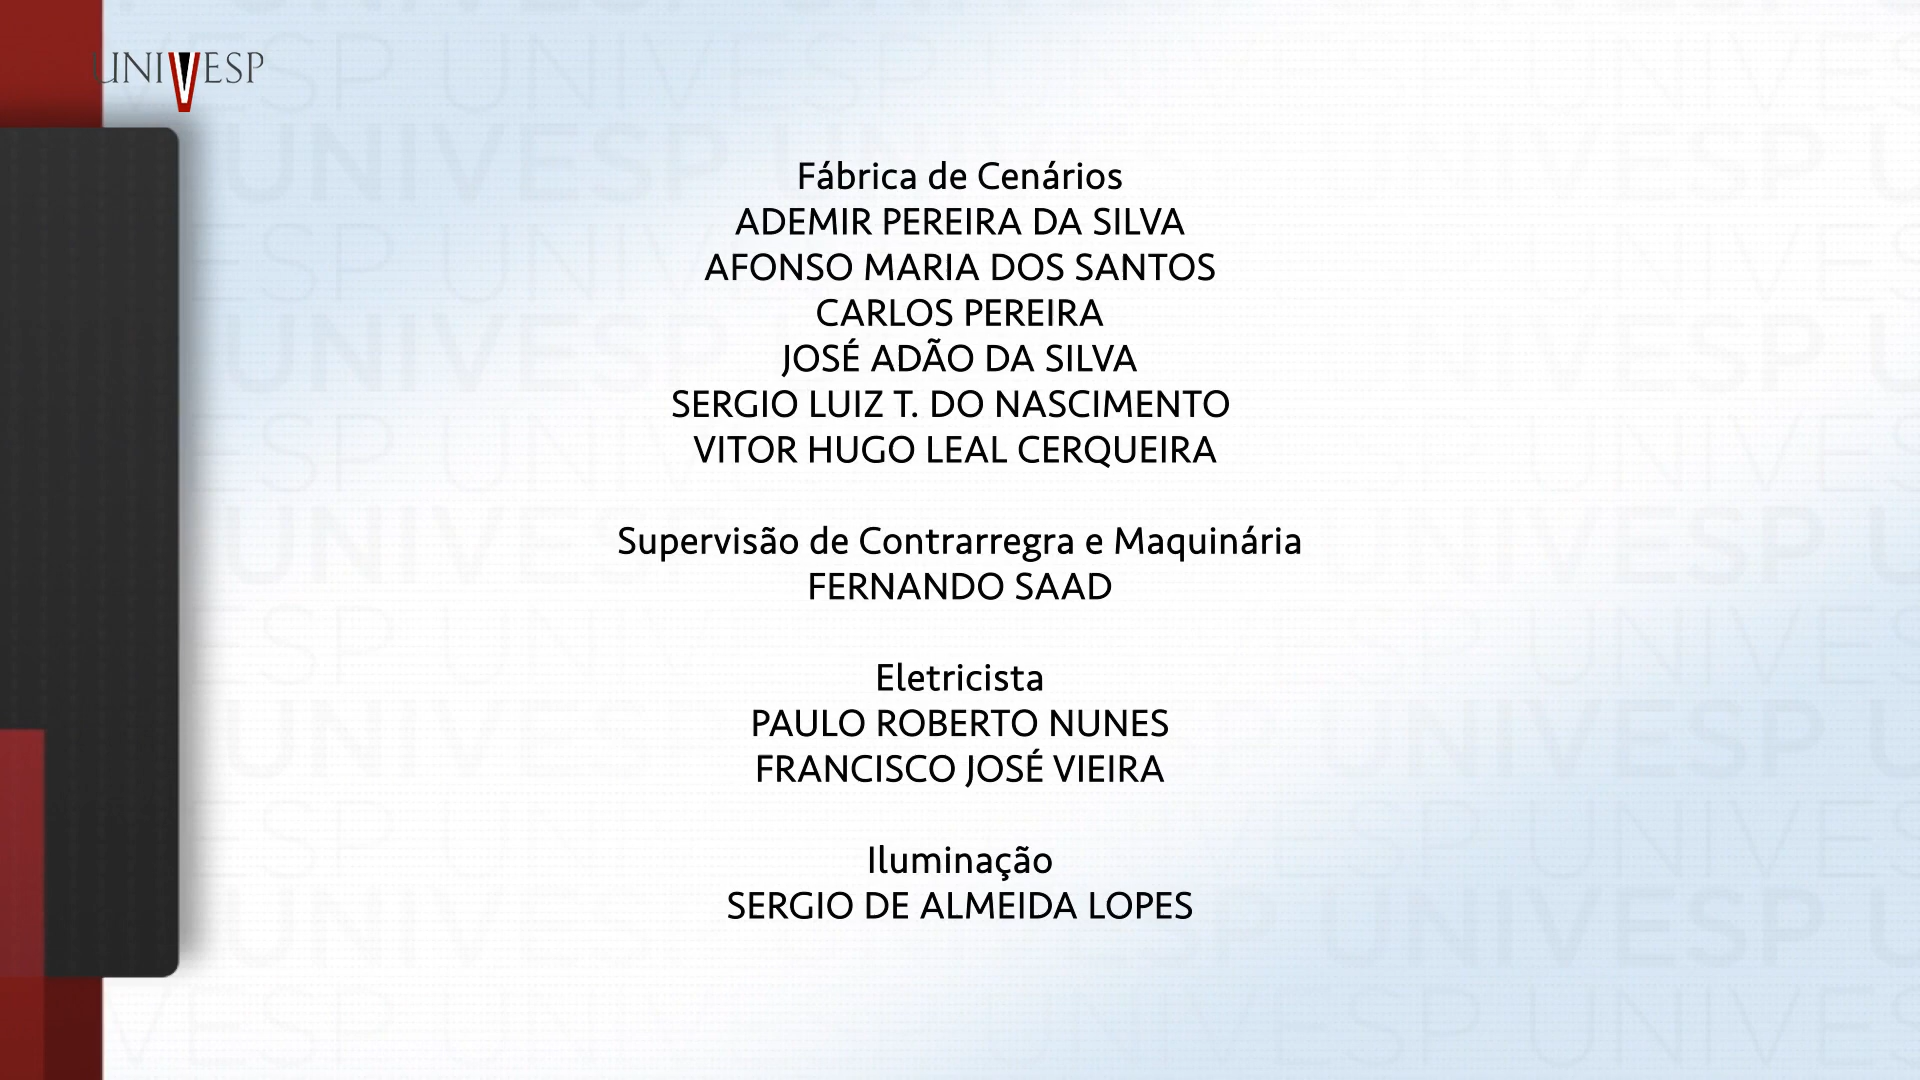 UNIVESP
Fábrica de Cenários
ADEMIR PEREIRA DA SILVA
AFONSO MARIA DOS SANTOS
CARLOS PEREIRA
JOSÉ ADÃO DA SILVA
SERGIO LUIZ T. DO NASCIMENTO
VITOR HUGO LEAL CERQUEIRA
Supervisão de Contrarregra e Maquinária
FERNANDO SAAD
Eletricista
PAULO ROBERTO NUNES
FRANCISCO JOSÉ VIEIRA
Iluminação
SERGIO DE ALMEIDA LOPES